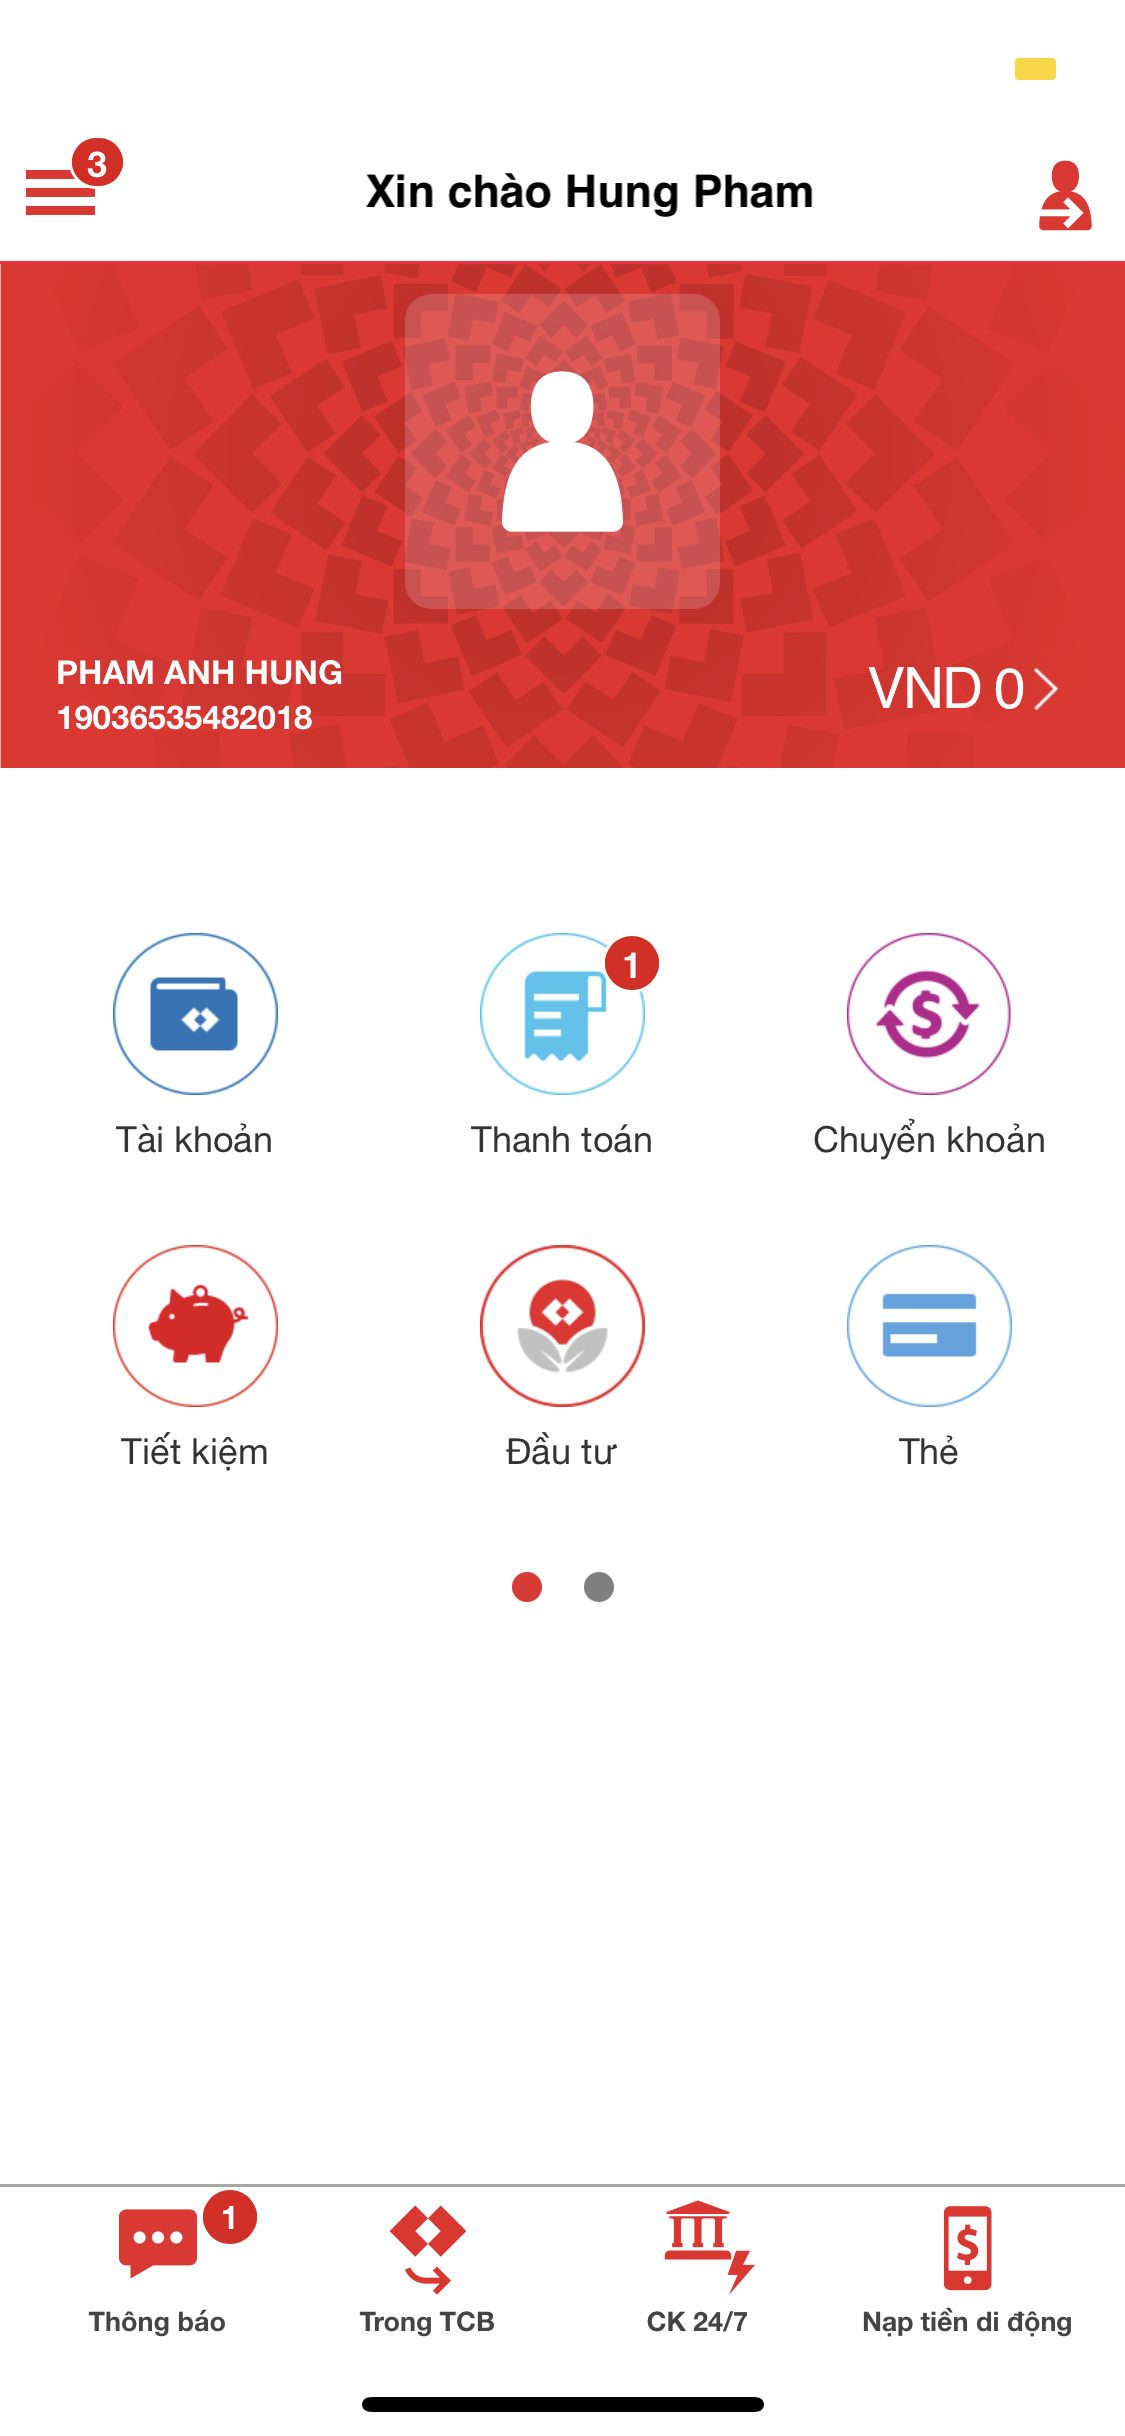 3
Xin chào Hung Pham
PHAM ANH HUNG
19036535482018
VND 0
1
Tài khoản
Thanh toán
Chuyển khoản
Tiết kiệm
Đầu tư
Thẻ
1
Thông báo
Trong TCB
CK 24/7
Nạp tiền di động